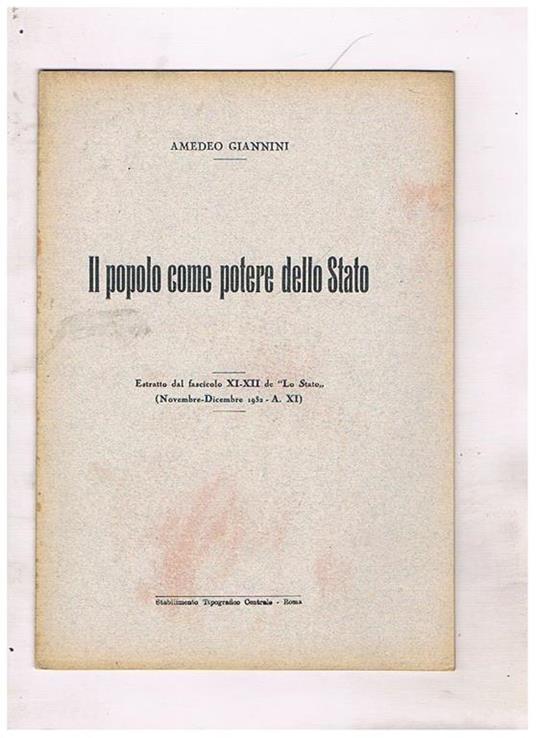 AMEDEO GIANNINI
Il popolo come potere dello Stato
Estratto dal fascicolo XI-XII de "Lo Stato„
(Novembre-Dicembre 1932 - A. XI)
Stabilimento Tipografico Centrale - Roma